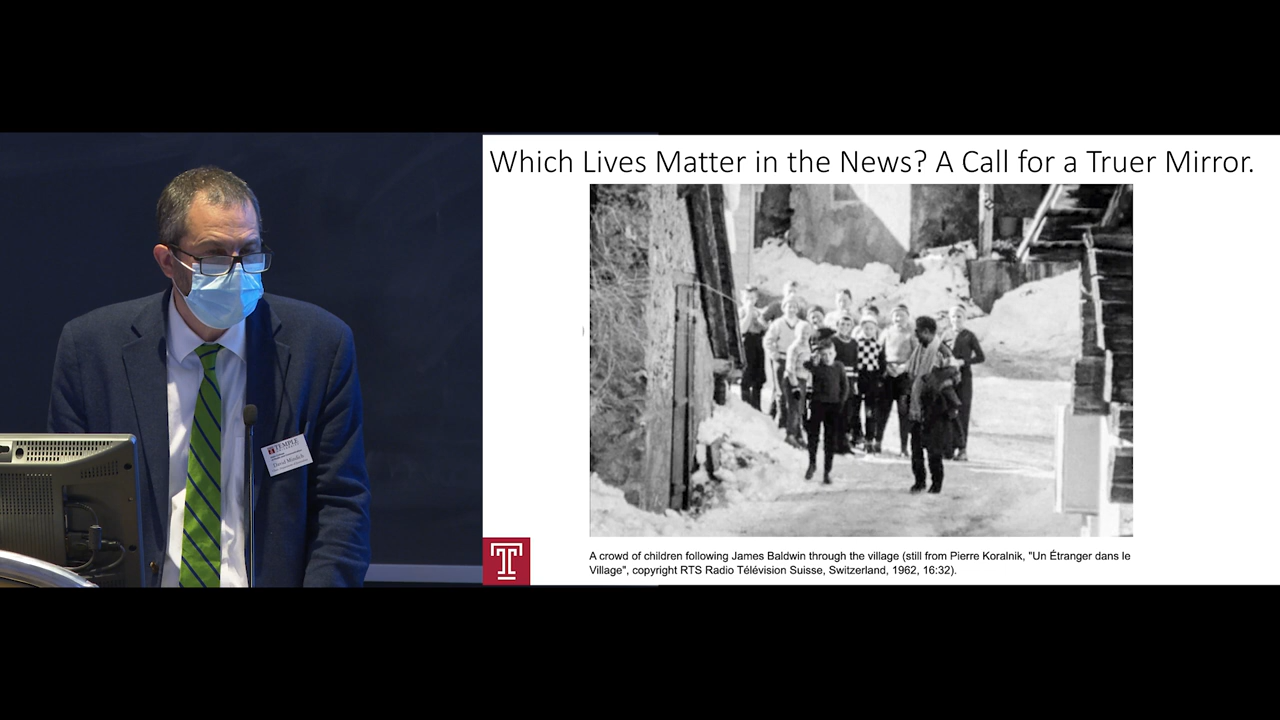 Which Lives Matter in the News? A Call for a Truer Mirror.
TEMPLE
A crowd of children following James Baldwin through the village (still from Pierre Koralnik, "Un Étranger dans le
Village", copyright RTS Radio Télévision Suisse, Switzerland, 1962, 16:32).